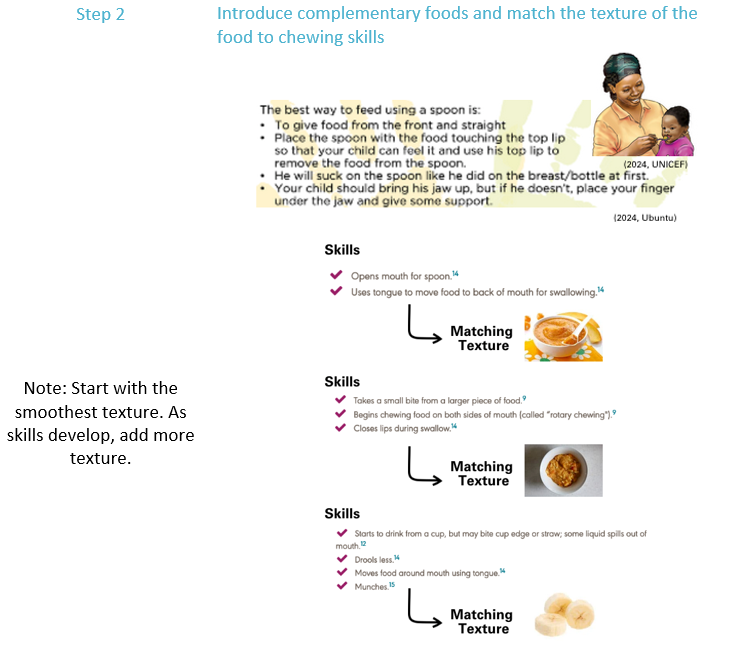 Step 2
Introduce complementary foods and match the texture of the
food to chewing skills
The best way to feed using a spoon is:
• To give food from the front and straight
• Place the spoon with the food touching the top lip
so that your child can feel it and use his top lip to
remove the food from the spoon.
• He will suck on the spoon like he did on the breast/bottle at first.
• Your child should bring his jaw up, but if he doesn't, place your finger
under the jaw and give some support.
(2024, UNICEF)
(2024, Ubuntu)
Skills
✔ Opens mouth for spoon.14
✔ Uses tongue to move food to back of mouth for swallowing.14
Matching
Texture
Note: Start with the
smoothest texture. As
skills develop, add more
texture.
Skills
✔ Takes a small bite from a larger piece of food.9
✔ Begins chewing food on both sides of mouth (called "rotary chewing").9
✔ Closes lips during swallow.14
Matching
Texture
Skills
✔ Starts to drink from a cup, but may bite cup edge or straw; some liquid spills out of
mouth.12
✔ Drools less.14
✔ Moves food around mouth using tongue.14
✔ Munches.15
Matching
Texture